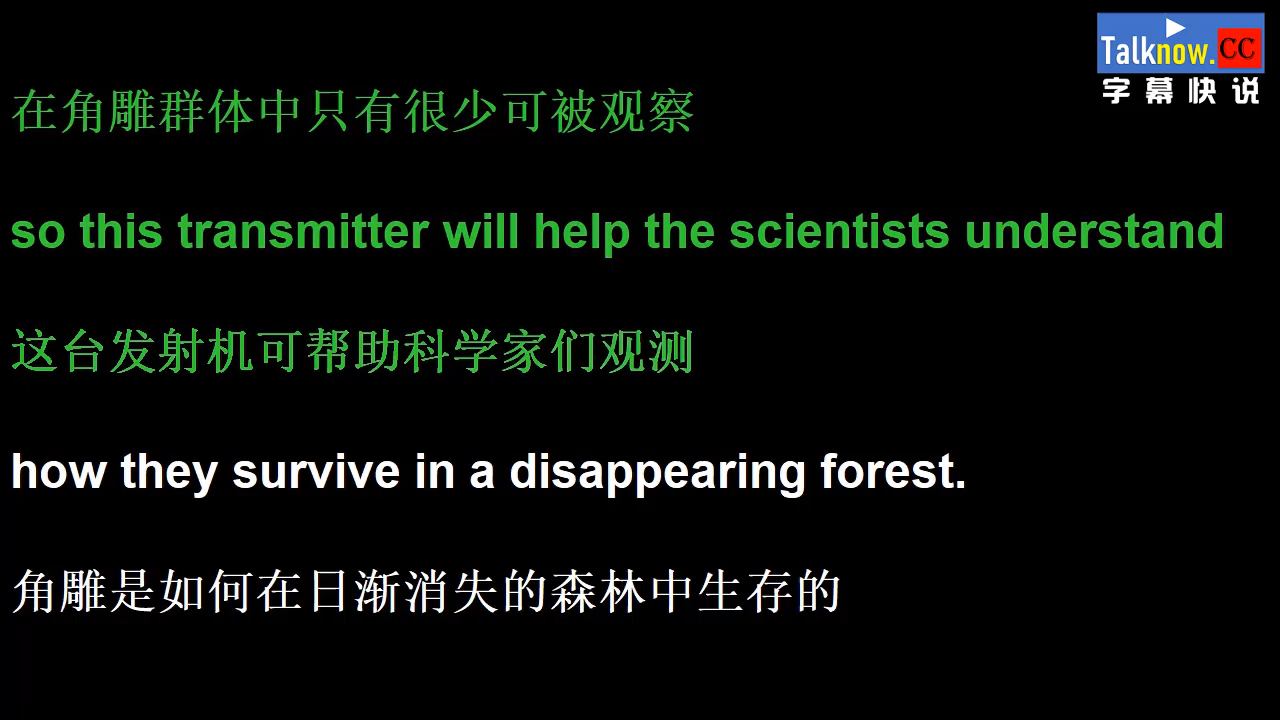 Talknow.CC
字幕快说
在角雕群体中只有很少可被观察
so this transmitter will help the scientists understand
这台发射机可帮助科学家们观测
how they survive in a disappearing forest.
角雕是如何在日渐消失的森林中生存的